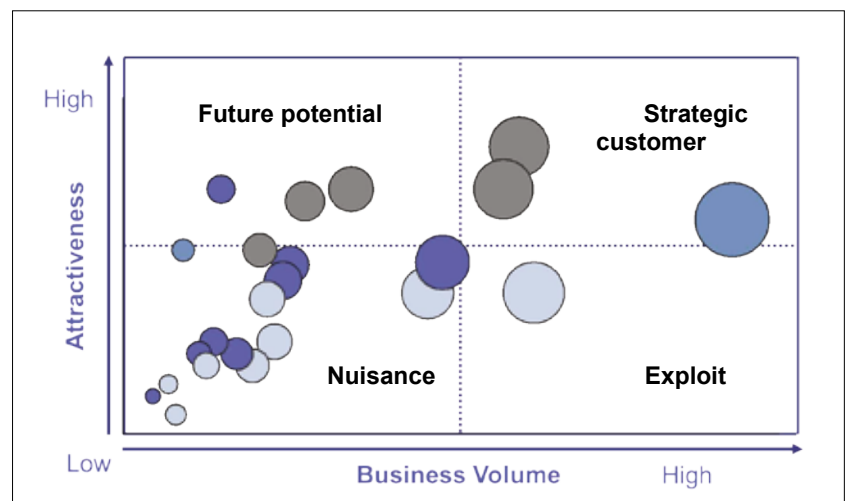 High
Future potential
Strategic
customer
Attractiveness
Nuisance
Exploit
Low
Business Volume
High